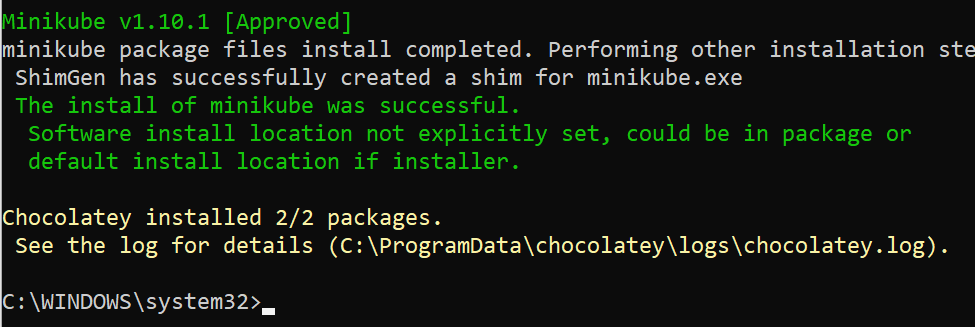 Minikube v1.10.1 [Approved]
minikube package files install completed. Performing other installation ste
ShimGen has successfully created a shim for minikube.exe
The install of minikube was successful.
Software install location not explicitly set, could be in package or
default install location if installer.
Chocolatey installed 2/2 packages.
See the log for details (C:\ProgramData\chocolatey\logs\chocolatey.log).
C:\WINDOWS\system32>